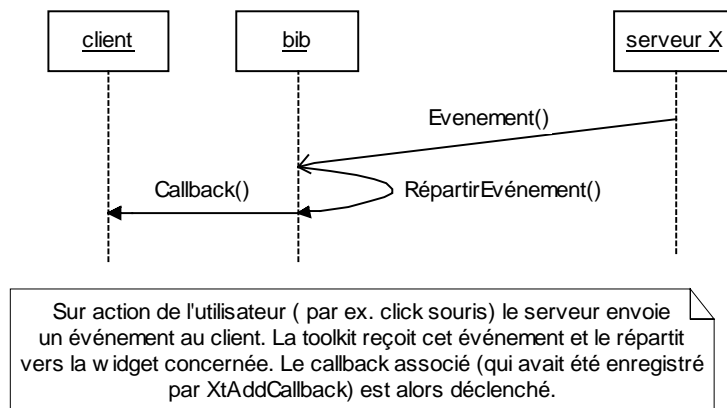 client
bib
serveur X
Evenement()
Callback()
RépartirEvénement()
Sur action de l'utilisateur ( par ex. click souris) le serveur envoie
un événement au client. La toolkit reçoit cet événement et le répartit
vers la widget concernée. Le callback associé (qui avait été enregistré
par XtAddCallback) est alors déclenché.